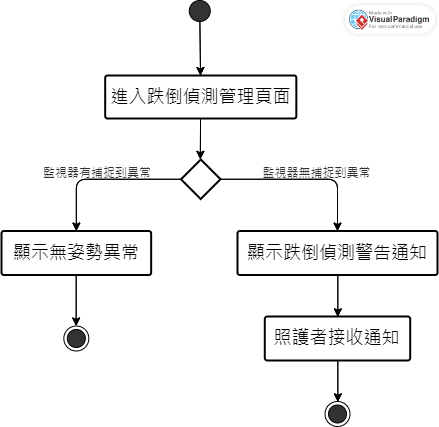 Made with
Visual Paradigm
For non-commercial use
進入跌倒偵測管理頁面
監視器有捕捉到異常
監視器無捕捉到異常
顯示無姿勢異常
顯示跌倒偵測警告通知
照護者接收通知